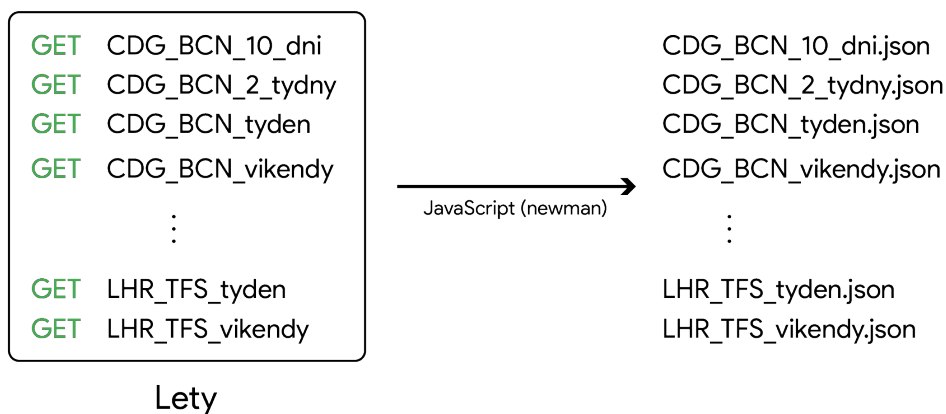 GET CDG_BCN_10_dni
GET CDG_BCN_2_tydny
GET CDG_BCN_tyden
GET CDG_BCN_vikendy
GET LHR_TFS_tyden
GET LHR_TFS_vikendy
Lety
JavaScript (newman)
CDG_BCN_10_dni.json
CDG_BCN_2_tydny.json
CDG_BCN_tyden.json
CDG_BCN_vikendy.json
LHR_TFS_tyden.json
LHR_TFS_vikendy.json